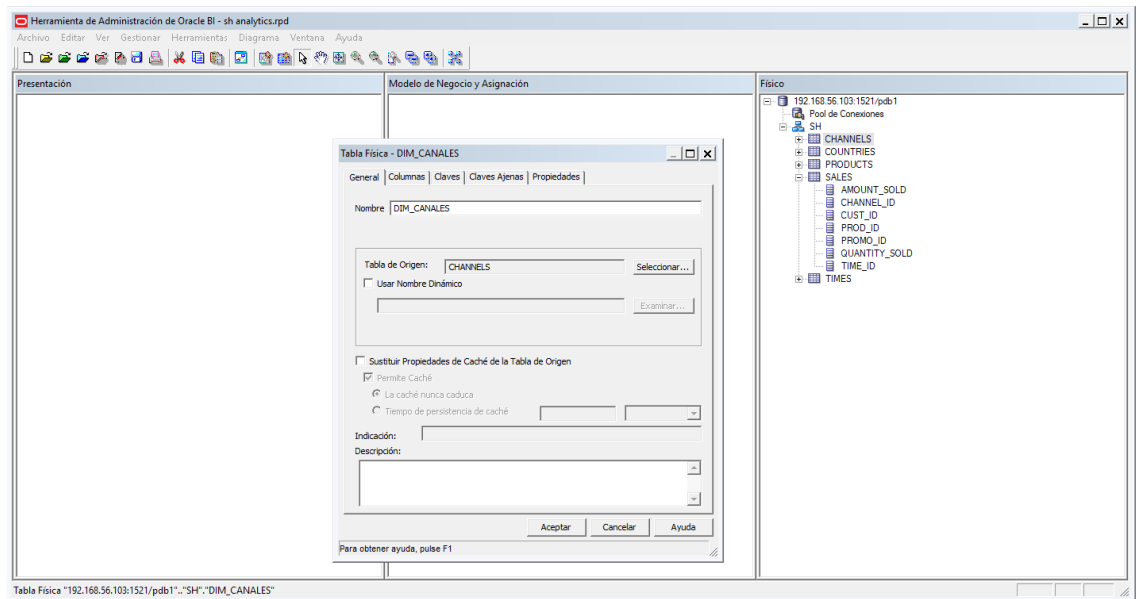 Herramienta de Administración de Oracle BI - sh analytics.rpd
Archivo Editar Ver Gestionar Herramientas Diagrama Ventana Ayuda
Presentación
Modelo de Negocio y Asignación
Físico
192.168.56.103:1521/pdb1
Pool de Conexiones
SH
CHANNELS
COUNTRIES
PRODUCTS
SALES
AMOUNT_SOLD
CHANNEL_ID
CUST_ID
PROD_ID
PROMO_ID
QUANTITY_SOLD
TIME_ID
TIMES
Tabla Física - DIM_CANALES
General Columnas Claves Claves Ajenas Propiedades
Nombre DIM_CANALES
Tabla de Origen: CHANNELS Seleccionar...
Usar Nombre Dinámico
Examinar...
Sustituir Propiedades de Caché de la Tabla de Origen
Permite Caché
La caché nunca caduca
Tiempo de persistencia de caché
Indicación:
Descripción:
Aceptar Cancelar Ayuda
Para obtener ayuda, pulse F1
Tabla Física "192.168.56.103:1521/pdb1".."SH"."DIM_CANALES"